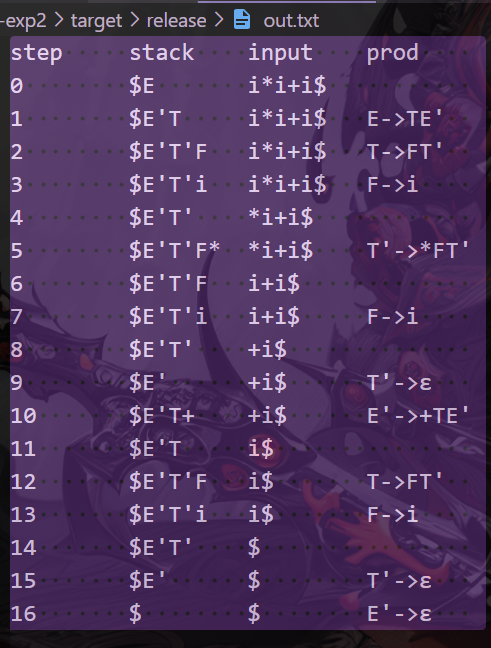 -exp2 > target > release > out.txt
step stack input prod
0 $E i*i+i$
1 $E'T i*i+i$ E->TE'
2 $E'T'F i*i+i$ T->FT'
3 $E'T'i i*i+i$ F->i
4 $E'T' *i+i$
5 $E'T'F* *i+i$ T'->*FT'
6 $E'T'F i+i$
7 $E'T'i i+i$ F->i
8 $E'T' +i$
9 $E' +i$ T'->ε
10 $E'T+ +i$ E'->+TE'
11 $E'T i$
12 $E'T'F i$ T->FT'
13 $E'T'i i$ F->i
14 $E'T' $
15 $E' $ T'->ε
16 $ $ E'->ε